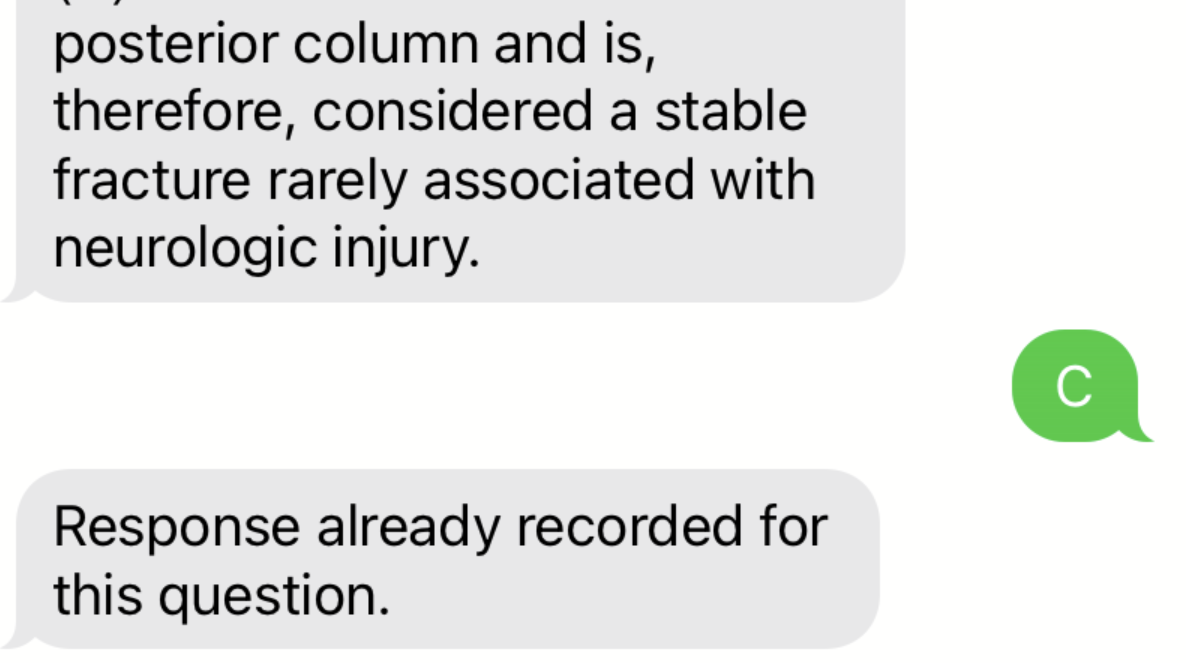 posterior column and is,
therefore, considered a stable
fracture rarely associated with
neurologic injury.
C
Response already recorded for
this question.